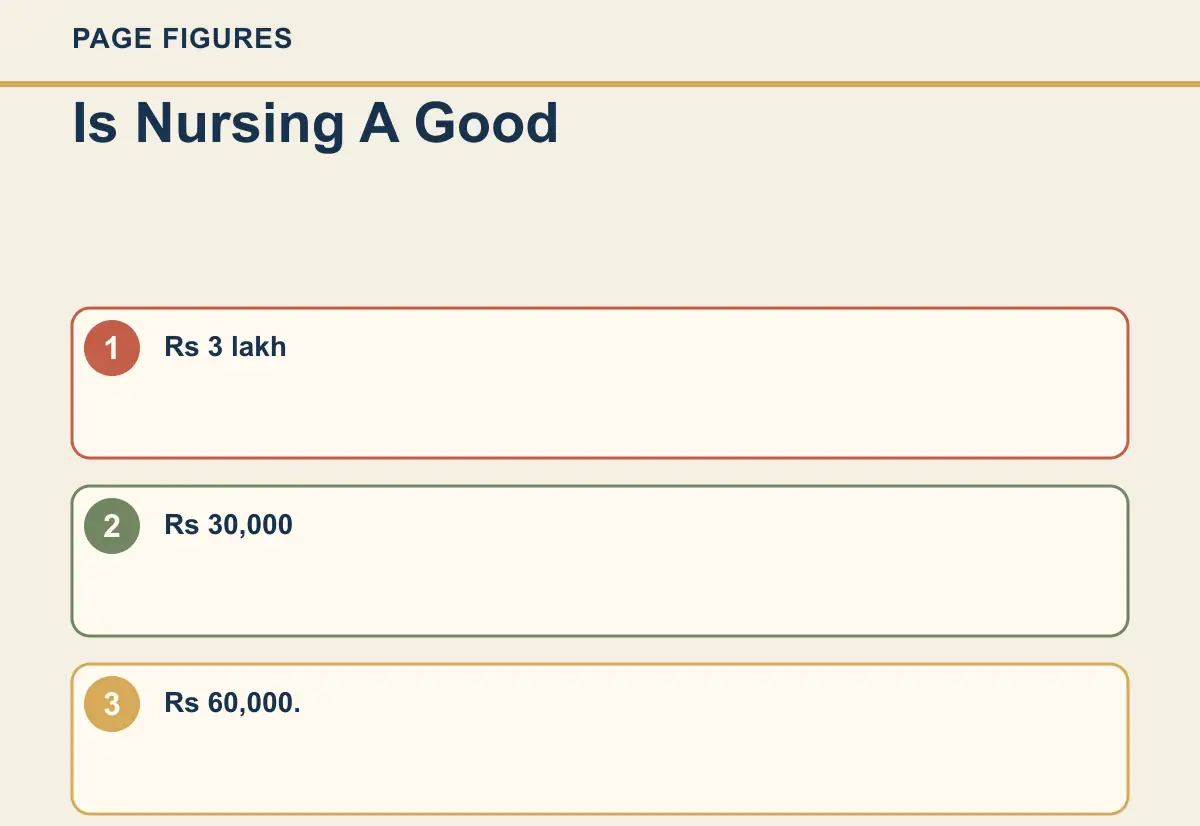 PAGE FIGURES
Is Nursing A Good
1
Rs 3 lakh
2
Rs 30,000
3
Rs 60,000.